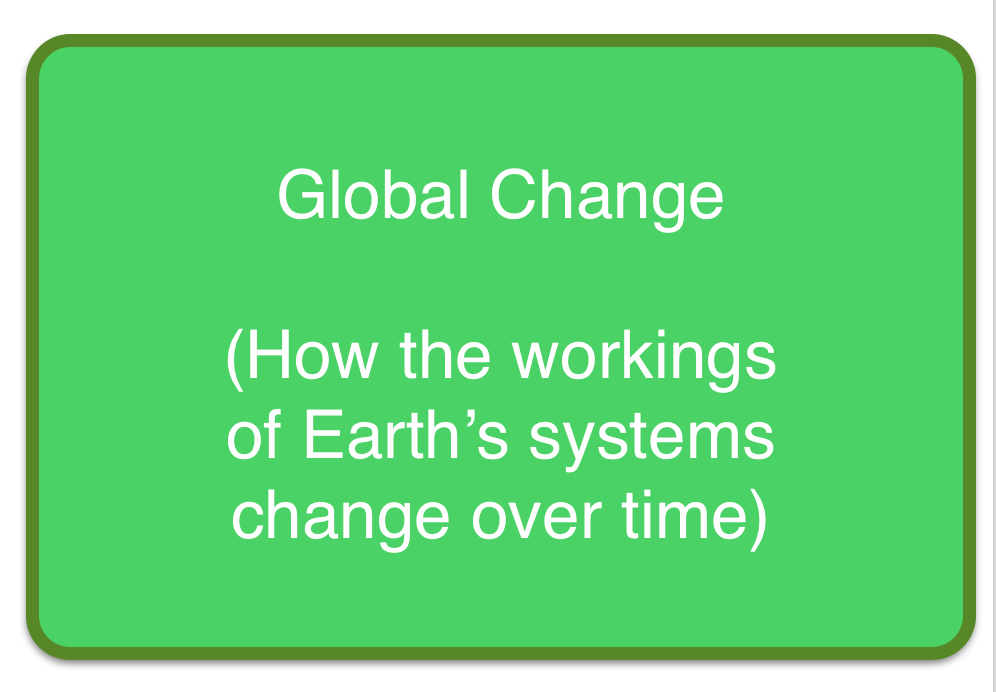 Global Change
(How the workings
of Earth’s systems
change over time)